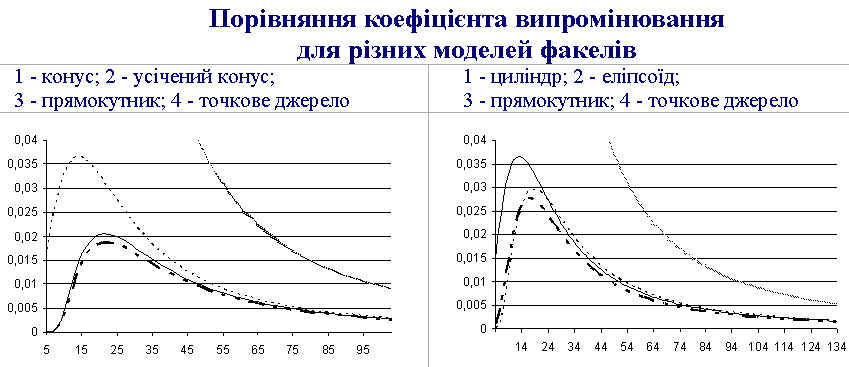 Порівняння коефіцієнта випромінювання
для різних моделей факелів
1 - конус; 2 - усічений конус;
3 - прямокутник; 4 - точкове джерело
0,04
0,035
0,03
0,025
0,02
0,015
0,01
0,005
0
5 15 25 35 45 55 65 75 85 95
1 - циліндр; 2 - еліпсоїд;
3 - прямокутник; 4 - точкове джерело
0,04
0,035
0,03
0,025
0,02
0,015
0,01
0,005
0
14 24 34 44 54 64 74 84 94 104 114 124 134